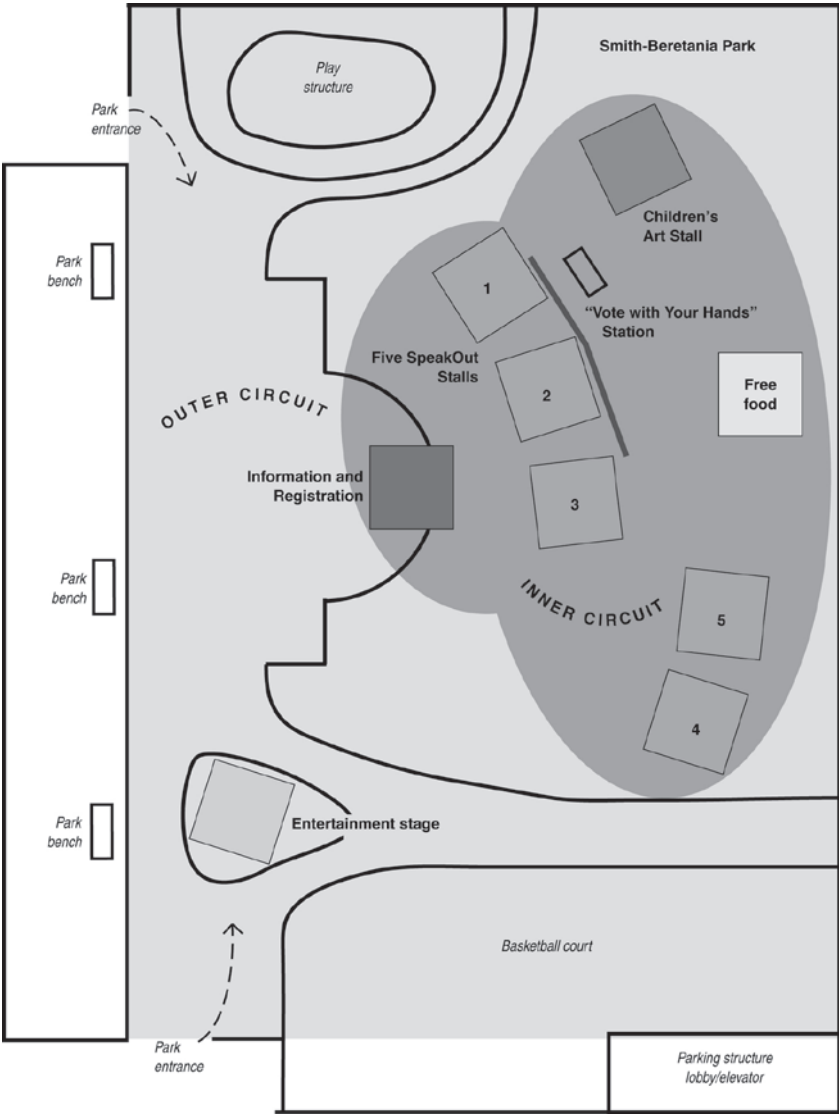 Smith-Beretania Park
Play
structure
Park
entrance
Children's
Art Stall
Park
bench
1
"Vote with Your Hands"
Station
Five SpeakOut
Stalls
2
Free
food
OUTER CIRCUIT
Information and
Registration
3
Park
bench
INNER CIRCUIT
5
4
Park
bench
Entertainment stage
Basketball court
Park
entrance
Parking structure
lobby/elevator